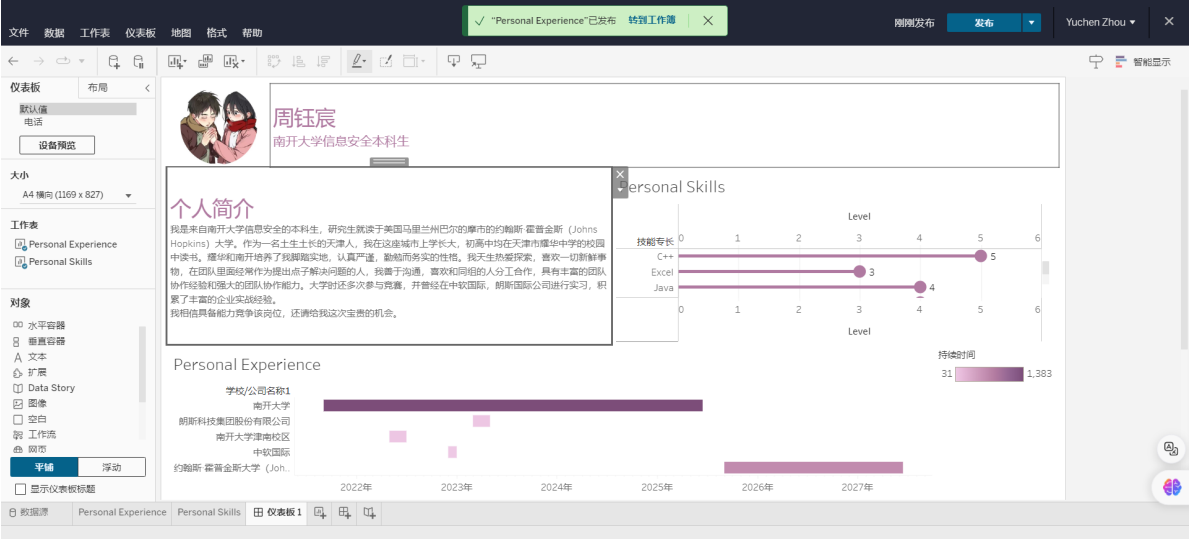 "Personal Experience"已发布 转到工作簿
刚刚发布 发布 Yuchen Zhou
文件 数据 工作表 仪表板 地图 格式 帮助
智能显示
仪表板 布局
默认值
电话
设备预览
大小
A4 横向 (1169 x 827)
工作表
Personal Experience
Personal Skills
对象
水平容器
垂直容器
文本
扩展
Data Story
图像
空白
工作流
网页
平铺 浮动
显示仪表板标题
周钰宸
南开大学信息安全本科生
个人简介
我是来自南开大学信息安全的本科生，研究生就读于美国马里兰州巴尔的摩市的约翰斯·霍普金斯（Johns
Hopkins）大学。作为一名土生土长的天津人，我在这座城市上学长大，初高中均在天津市耀华中学的校园
中读书。耀华和南开培养了我脚踏实地，认真严谨，勤勉而务实的性格。我天生热爱探索，喜欢一切新鲜事
物，在团队里面经常作为提出点子解决问题的人，我善于沟通，喜欢和同组的人分工合作，具有丰富的团队
协作经验和强大的团队协作能力。大学时还多次参与竞赛，并曾经在中软国际，朗斯国际公司进行实习，积
累了丰富的企业实战经验。
我相信具备能力竞争该岗位，还请给我这次宝贵的机会。
Personal Skills
Level
技能专长 0 1 2 3 4 5 6
C++ 5
Excel 3
Java 4
0 1 2 3 4 5 6
Level
Personal Experience
持续时间
31 1,383
学校/公司名称1
南开大学
朗斯科技集团股份有限公司
南开大学津南校区
中软国际
约翰斯·霍普金斯大学（Joh..
2022年 2023年 2024年 2025年 2026年 2027年
数据源 Personal Experience Personal Skills 仪表板 1